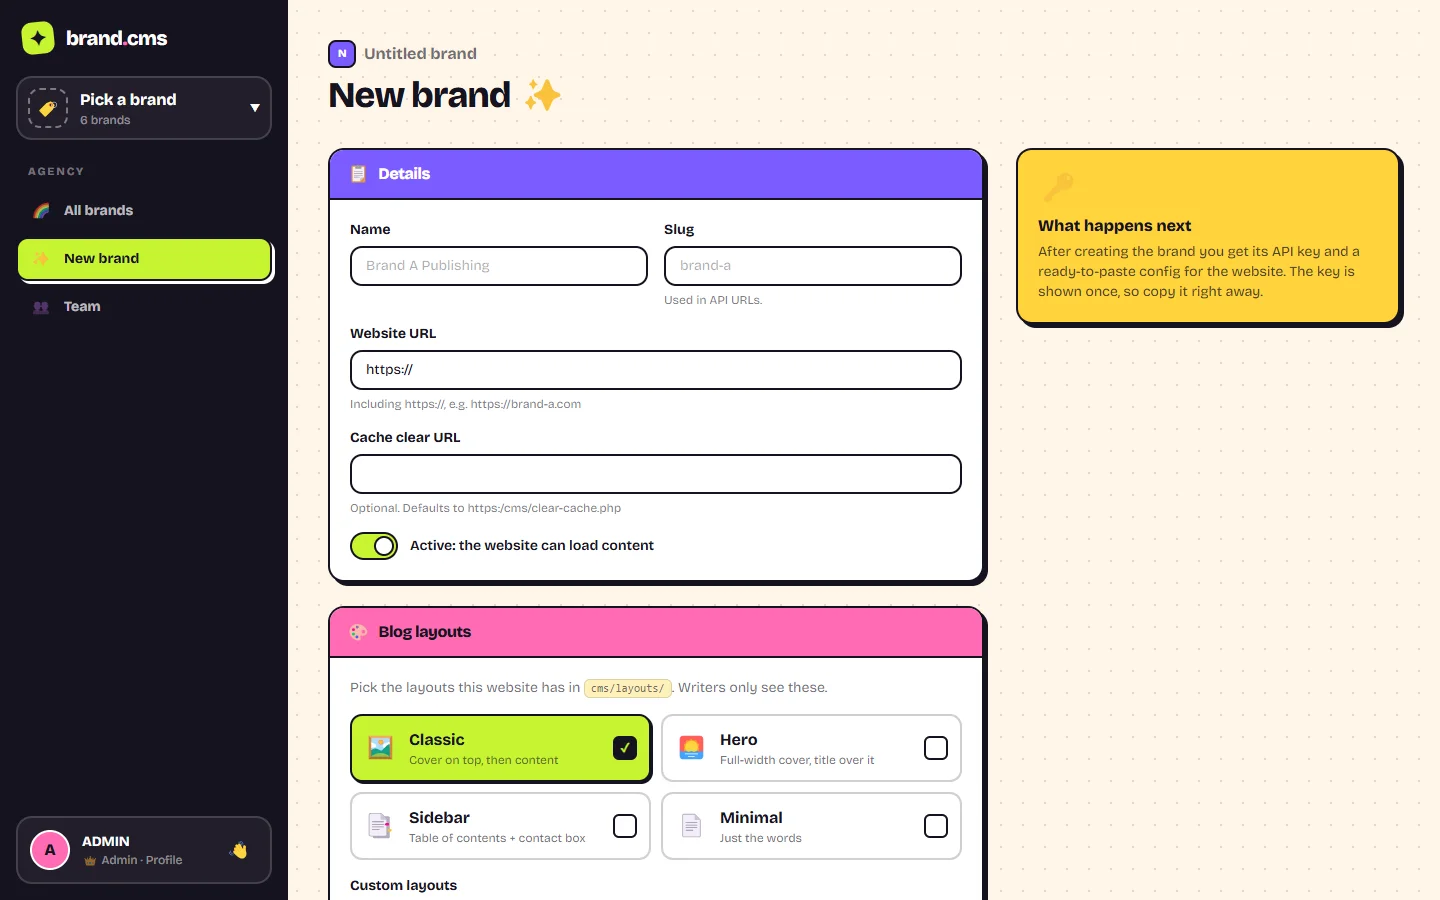 brand.cms
Pick a brand
6 brands
AGENCY
All brands
New brand
Team
ADMIN
Admin · Profile
A
N
Untitled brand
New brand
Details
Name
Slug
Brand A Publishing
brand-a
Used in API URLs.
Website URL
https://
Including https://, e.g. https://brand-a.com
Cache clear URL
Optional. Defaults to https:/cms/clear-cache.php
Active: the website can load content
Blog layouts
Pick the layouts this website has in cms/layouts/. Writers only see these.
Classic
Cover on top, then content
Hero
Full-width cover, title over it
Sidebar
Table of contents + contact box
Minimal
Just the words
Custom layouts
What happens next
After creating the brand you get its API key and a
ready-to-paste config for the website. The key is
shown once, so copy it right away.